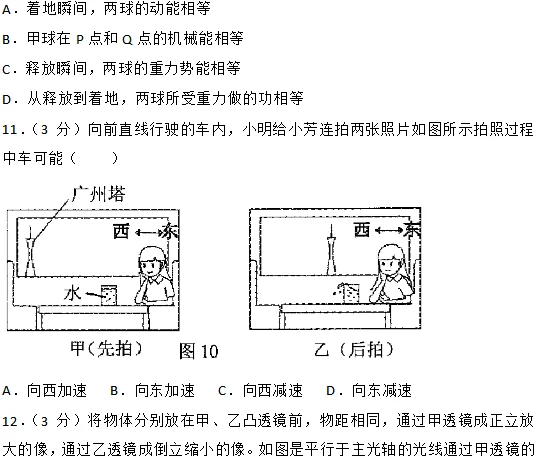 A．着地瞬间，两球的动能相等
B．甲球在 P 点和 Q 点的机械能相等
C．释放瞬间，两球的重力势能相等
D．从释放到着地，两球所受重力做的功相等
11．（3 分）向前直线行驶的车内，小明给小芳连拍两张照片如图所示拍照过程
中车可能（　　）
广州塔
西 东
西 东
水
甲（先拍） 图 10 乙（后拍）
A．向西加速 B．向东加速 C．向西减速 D．向东减速
12．（3 分）将物体分别放在甲、乙凸透镜前，物距相同，通过甲透镜成正立放
大的像，通过乙透镜成倒立缩小的像。如图是平行于主光轴的光线通过甲透镜的